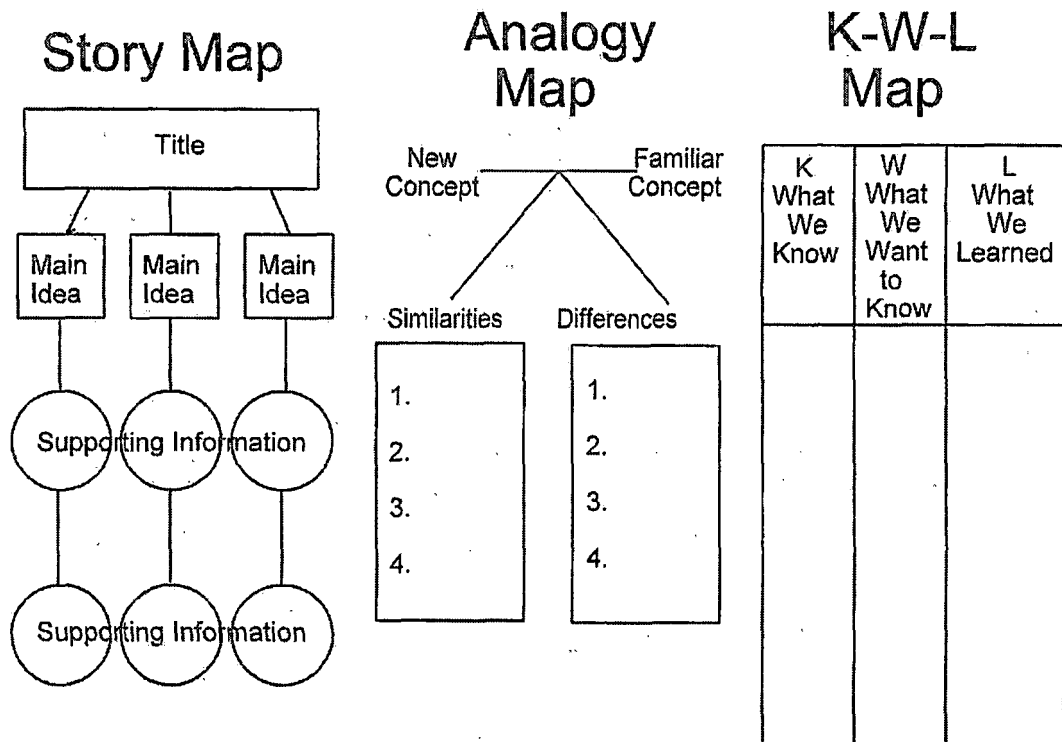 Story Map
Title
Main
Idea
Main
Idea
Main
Idea
Supporting Information
Supporting Information
Analogy
Map
New
Concept
Familiar
Concept
Similarities
Differences
1.
2.
3.
4.
1.
2.
3.
4.
K-W-L
Map
K
What
We
Know
W
What
We
Want
to
Know
L
What
We
Learned